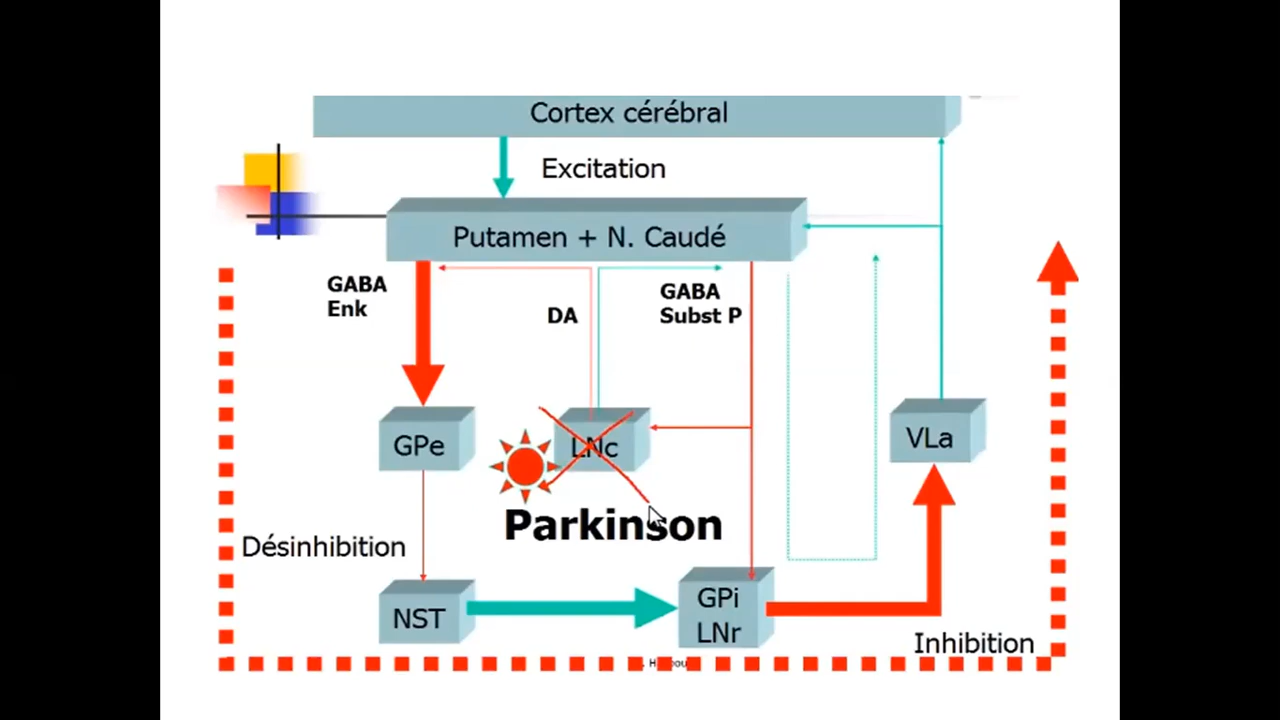 Cortex cérébral
Excitation
Putamen + N. Caudé
GABA
Enk
DA
GABA
Subst P
GPe
LNc
VLa
Parkinson
Désinhibition
NST
GPi
LNr
Inhibition